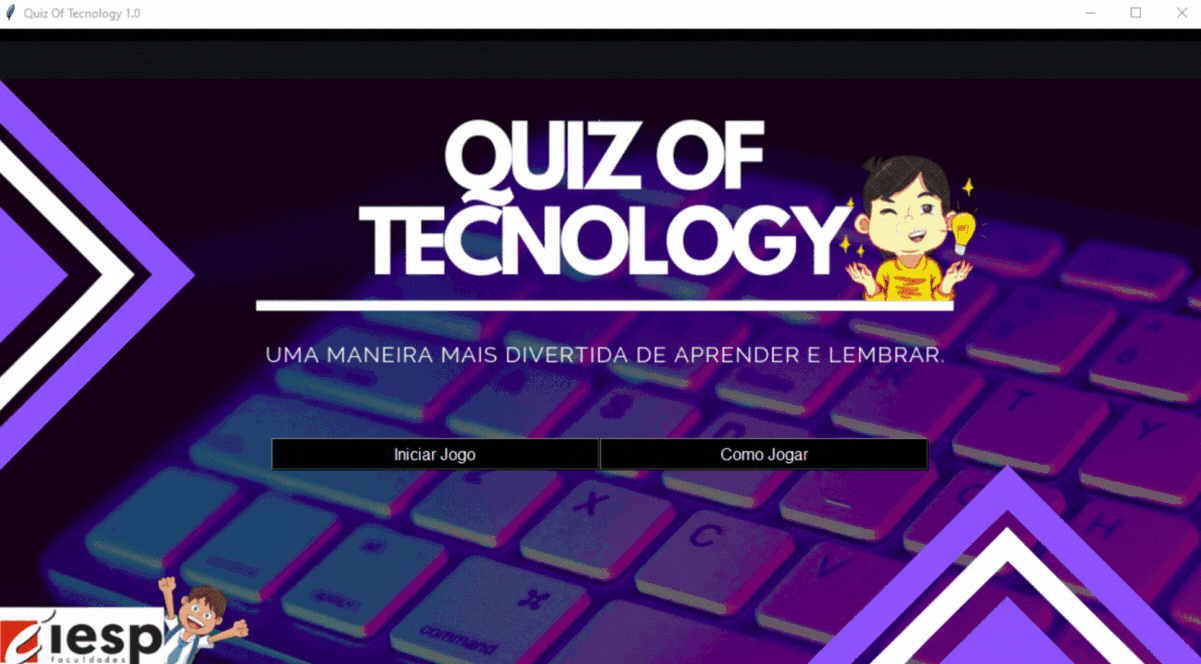 Quiz Of Tecnology 1.0
QUIZ OF
TECNOLOGY
UMA MANEIRA MAIS DIVERTIDA DE APRENDER E LEMBRAR.
Iniciar Jogo
Como Jogar
T
Y
G
H
X
C
V
command
iesp
faculdades